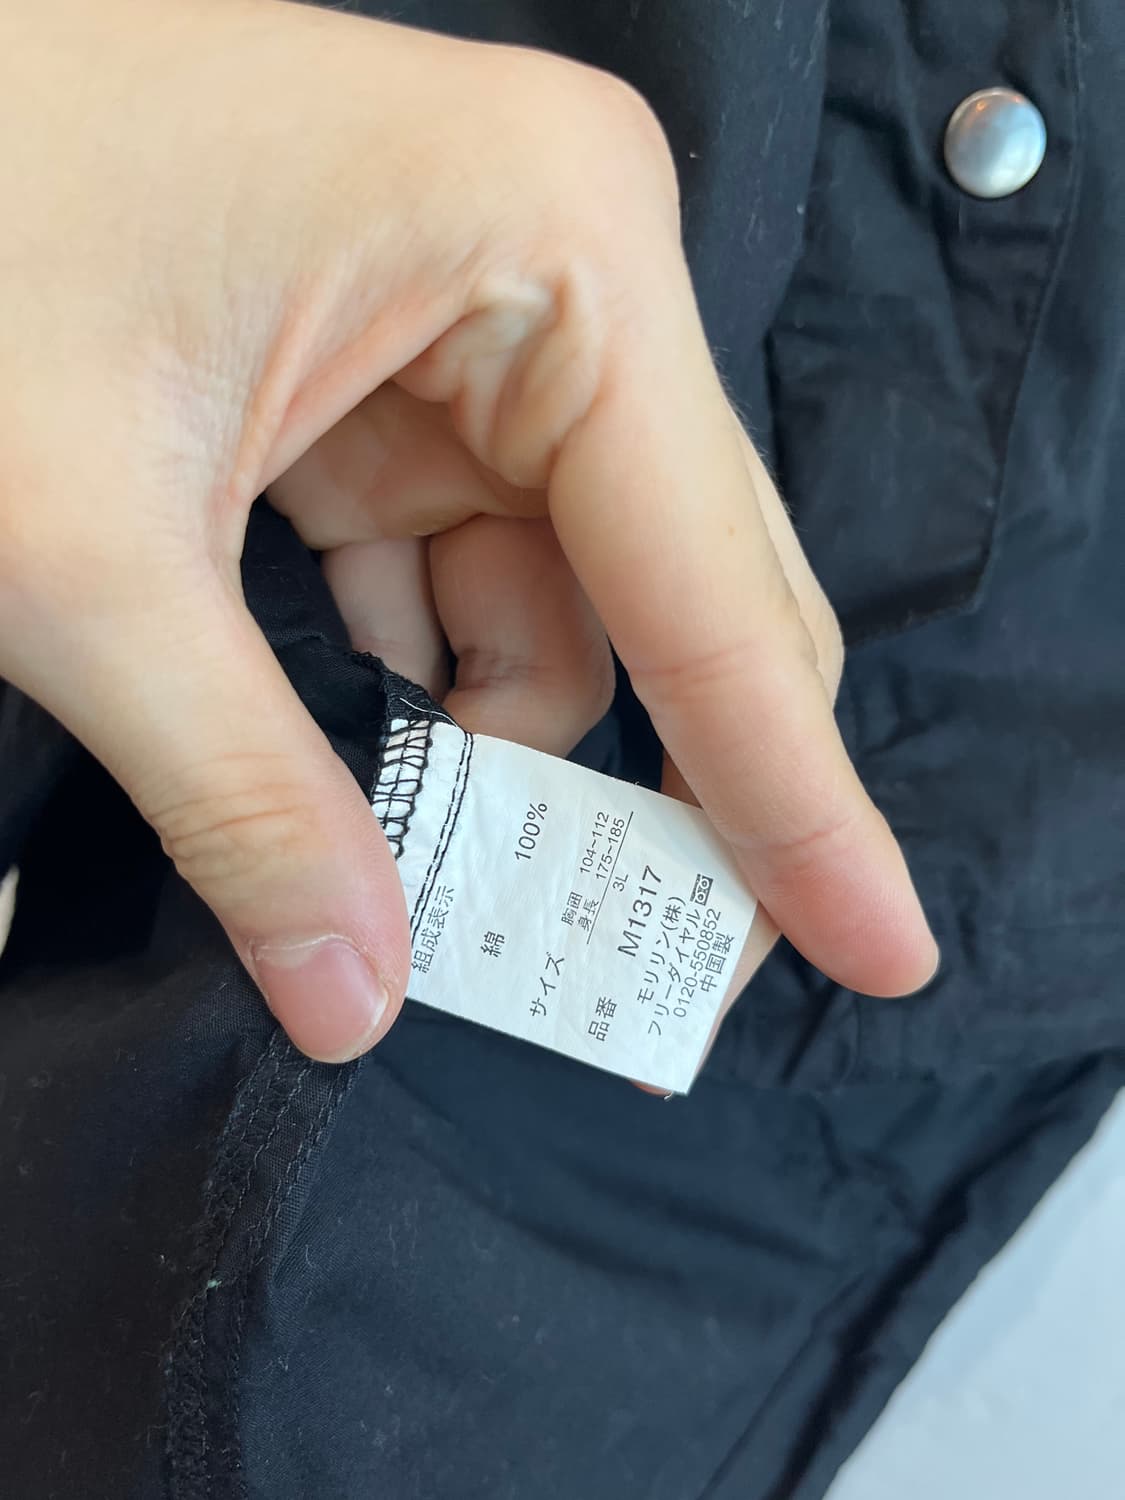 組成表示
綿 100%
サイズ
胸囲 104~112
身長 175~185
3L
品番 M1317
モリリン(株)
フリーダイヤル
0120-550852
中国製